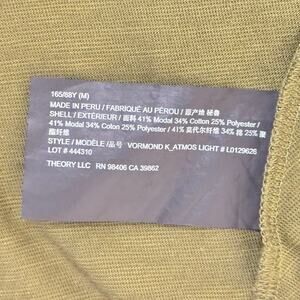 165/88Y (M)
MADE IN PERU / FABRIQUÉ AU PÉROU / 原产地 秘鲁
SHELL / EXTÉRIEUR / 面料 41% Modal 34% Cotton 25% Polyester /
41% Modal 34% Coton 25% Polyester / 41% 莫代尔纤维 34% 棉 25% 聚
酯纤维
STYLE / MODÈLE /品号 VORMOND K_ATMOS LIGHT # L0129626
LOT # 444310
THEORY LLC RN 98406 CA 39862